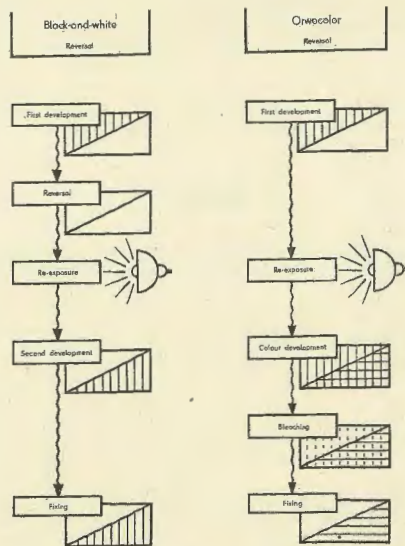 Black-and-white
Reversal
First development
Reversal
Re-exposure
Second development
Fixing
Orwocolor
Reversal
First development
Re-exposure
Colour development
Bleaching
Fixing